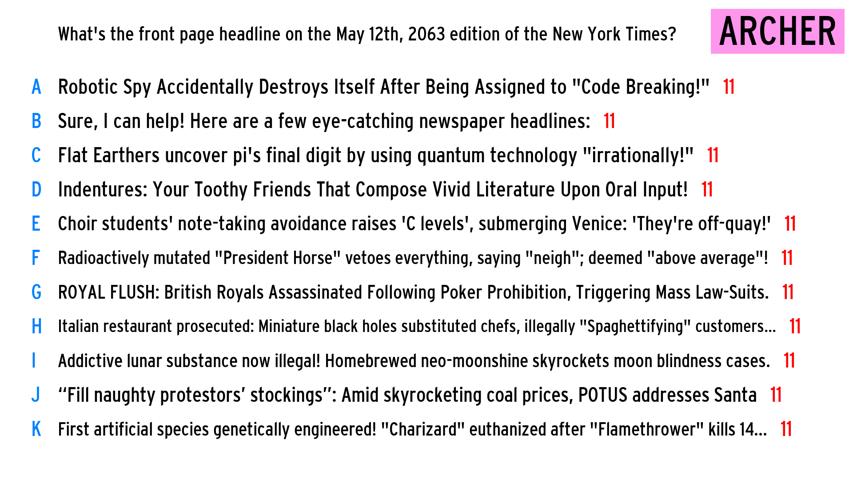 What's the front page headline on the May 12th, 2063 edition of the New York Times?
ARCHER
A Robotic Spy Accidentally Destroys Itself After Being Assigned to "Code Breaking!" 11
B Sure, I can help! Here are a few eye-catching newspaper headlines: 11
C Flat Earthers uncover pi's final digit by using quantum technology "irrationally!" 11
D Indentures: Your Toothy Friends That Compose Vivid Literature Upon Oral Input! 11
E Choir students' note-taking avoidance raises 'C levels', submerging Venice: 'They're off-quay!' 11
F Radioactively mutated "President Horse" vetoes everything, saying "neigh"; deemed "above average"! 11
G ROYAL FLUSH: British Royals Assassinated Following Poker Prohibition, Triggering Mass Law-Suits. 11
H Italian restaurant prosecuted: Miniature black holes substituted chefs, illegally "Spaghettifying" customers... 11
I Addictive lunar substance now illegal! Homebrewed neo-moonshine skyrockets moon blindness cases. 11
J “Fill naughty protestors’ stockings”: Amid skyrocketing coal prices, POTUS addresses Santa 11
K First artificial species genetically engineered! "Charizard" euthanized after "Flamethrower" kills 14... 11